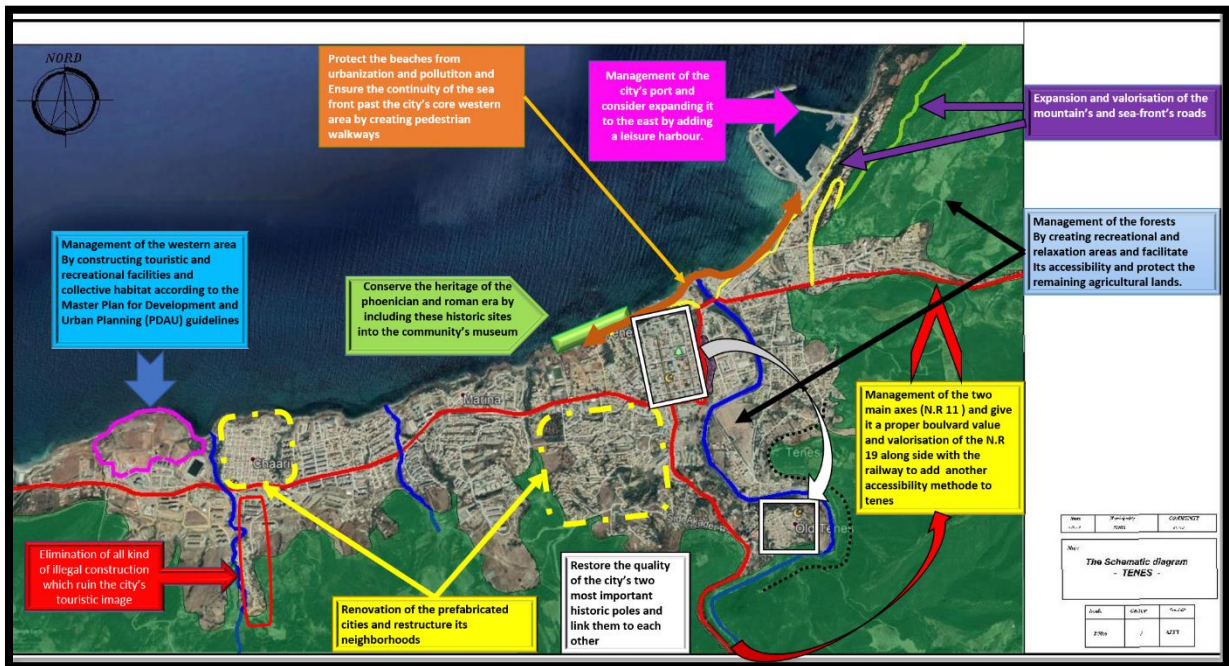 NORD
Protect the beaches from
urbanization and pollutiton and
Ensure the continuity of the sea
front past the city's core western
area by creating pedestrian
walkways
Management of the
city's port and
consider expanding it
to the east by adding
a leisure harbour.
Expansion and valorisation of the
mountain's and sea-front's roads
Management of the forests
By creating recreational and
relaxation areas and facilitate
Its accessibility and protect the
remaining agricultural lands.
Management of the western area
By constructing touristic and
recreational facilities and
collective habitat according to the
Master Plan for Development and
Urban Planning (PDAU) guidelines
Conserve the heritage of the
phoenician and roman era by
including these historic sites
into the community's museum
Management of the two
main axes (N.R 11 ) and give
it a proper boulvard value
and valorisation of the N.R
19 along side with the
railway to add another
accessibility methode to
tenes
Marina
Chaari
Tenes
Old Tenes
Elimination of all kind
of illegal construction
which ruin the city's
touristic image
Renovation of the prefabricated
cities and restructure its
neighborhoods
Restore the quality
of the city's two
most important
historic poles and
link them to each
other
The Schematic diagram
- TENES -